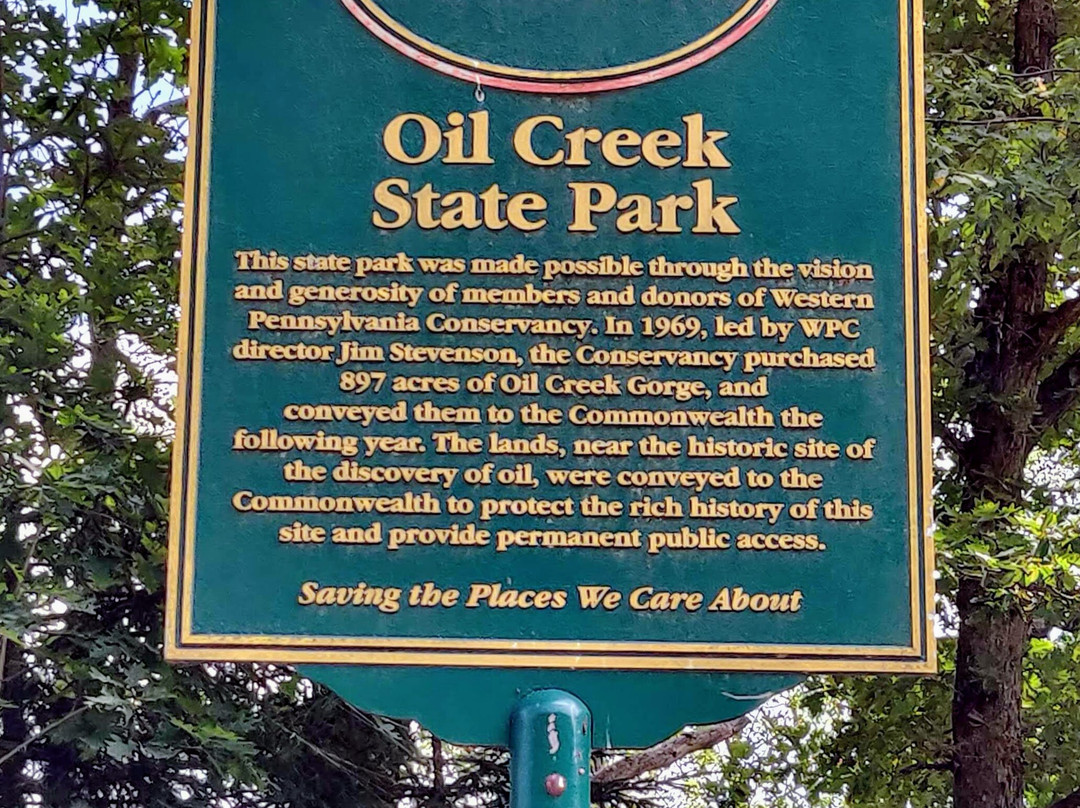 Oil Creek
State Park
This state park was made possible through the vision
and generosity of members and donors of Western
Pennsylvania Conservancy. In 1969, led by WPC
director Jim Stevenson, the Conservancy purchased
897 acres of Oil Creek Gorge, and
conveyed them to the Commonwealth the
following year. The lands, near the historic site of
the discovery of oil, were conveyed to the
Commonwealth to protect the rich history of this
site and provide permanent public access.
Saving the Places We Care About